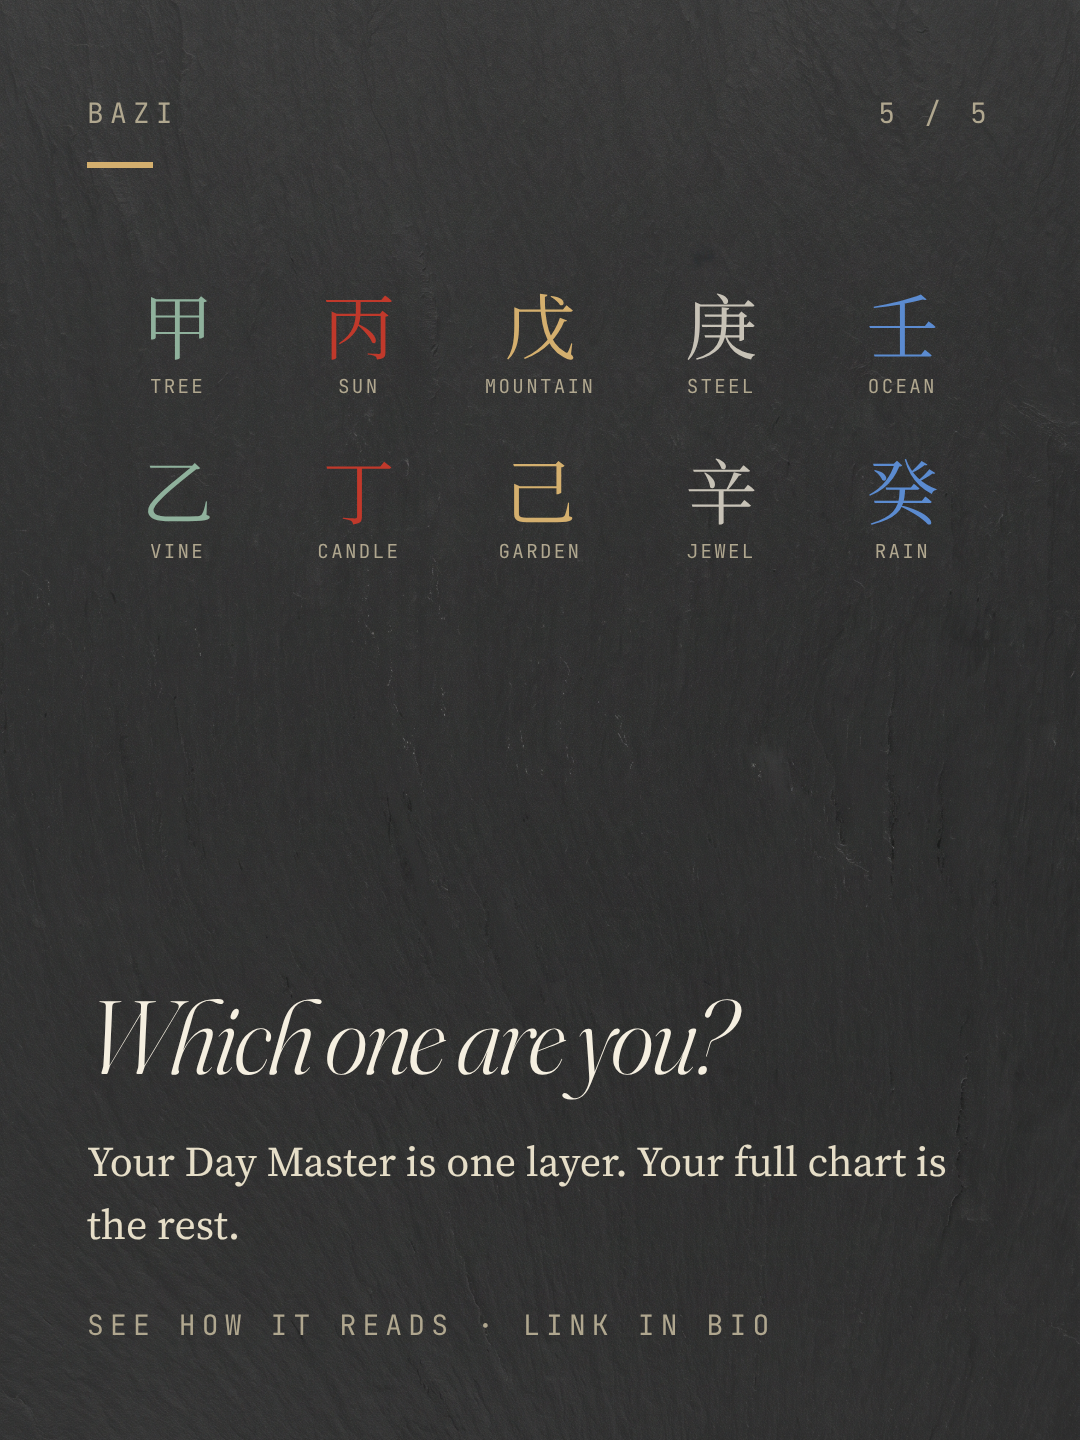 BAZI
5 / 5
甲 丙 戊 庚 壬
TREE SUN MOUNTAIN STEEL OCEAN
乙 丁 己 辛 癸
VINE CANDLE GARDEN JEWEL RAIN
Which one are you?
Your Day Master is one layer. Your full chart is
the rest.
SEE HOW IT READS · LINK IN BIO